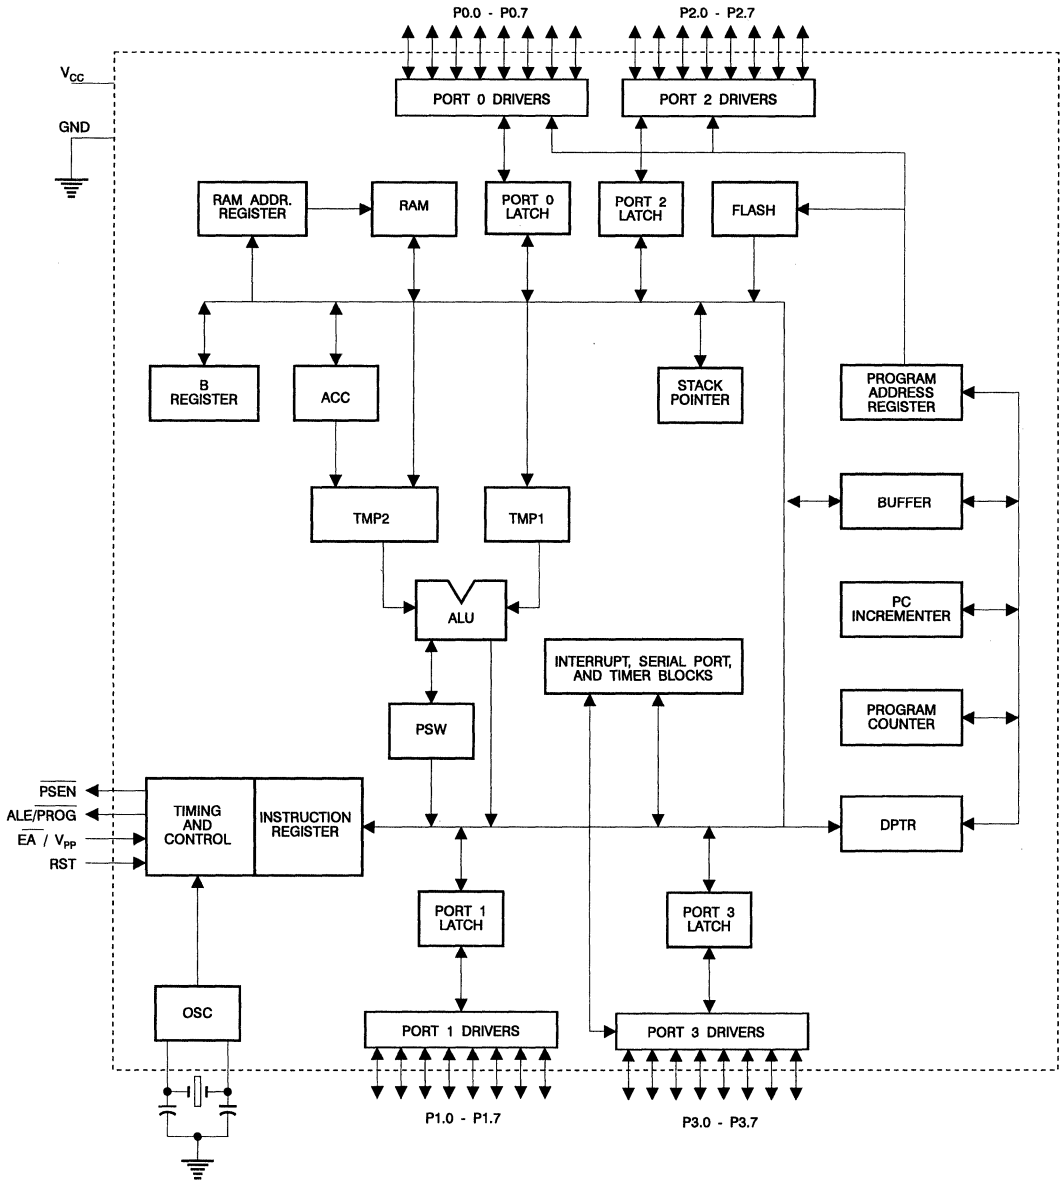 P0.0 - P0.7
P2.0 - P2.7
VCC
GND
PORT 0 DRIVERS
PORT 2 DRIVERS
RAM ADDR.
REGISTER
RAM
PORT 0
LATCH
PORT 2
LATCH
FLASH
B
REGISTER
ACC
STACK
POINTER
PROGRAM
ADDRESS
REGISTER
TMP2
TMP1
BUFFER
ALU
PC
INCREMENTER
INTERRUPT, SERIAL PORT,
AND TIMER BLOCKS
PSW
PROGRAM
COUNTER
PSEN
ALE/PROG
EA / VPP
RST
TIMING
AND
CONTROL
INSTRUCTION
REGISTER
DPTR
PORT 1
LATCH
PORT 3
LATCH
OSC
PORT 1 DRIVERS
PORT 3 DRIVERS
P1.0 - P1.7
P3.0 - P3.7